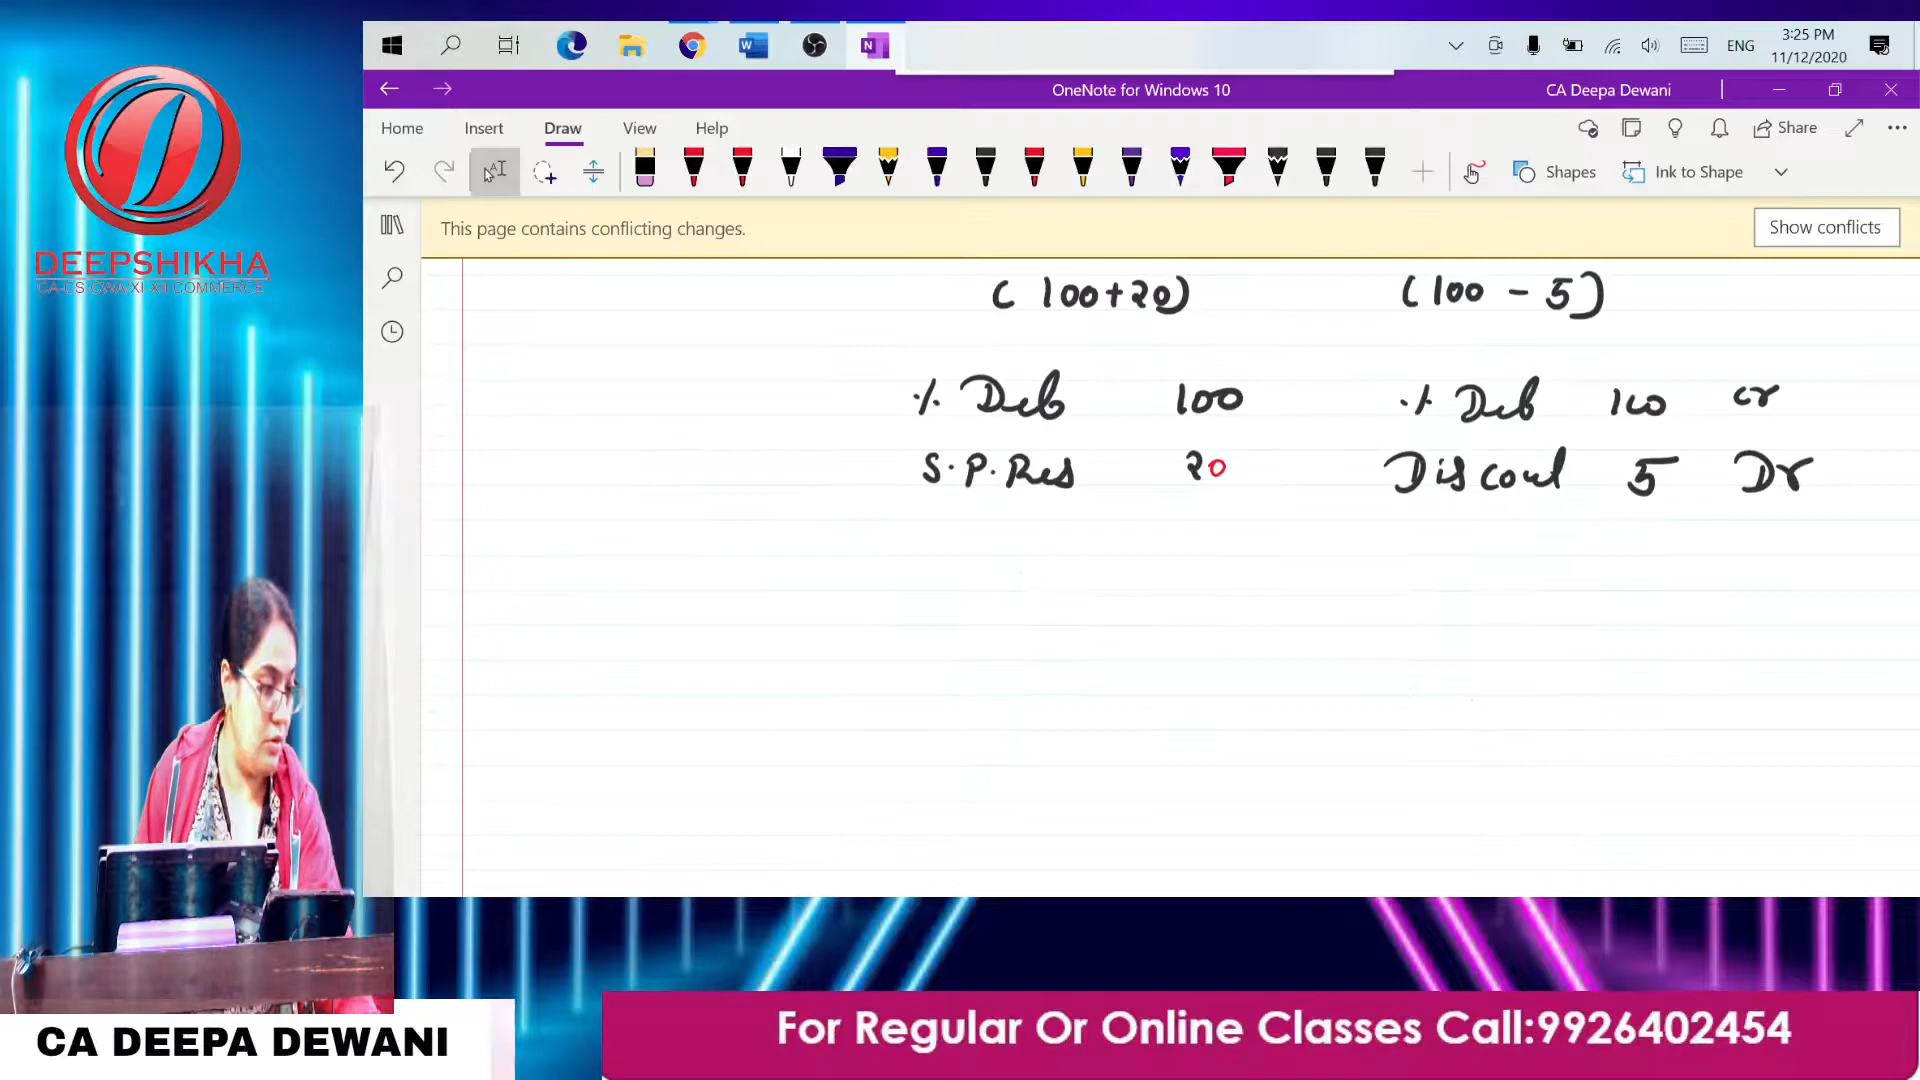 3:25 PM
ENG
11/12/2020
OneNote for Windows 10
CA Deepa Dewani
Home Insert Draw View Help
Share
Shapes
Ink to Shape
This page contains conflicting changes.
Show conflicts
DEEPSHIKHA
CA-CS-CWA/XI-XII COMMERCE
(100+20) (100 - 5)
·/. Deb 100 ·/. Deb 100 cr
S.P.Res 20 Discout 5 Dr
CA DEEPA DEWANI
For Regular Or Online Classes Call:9926402454